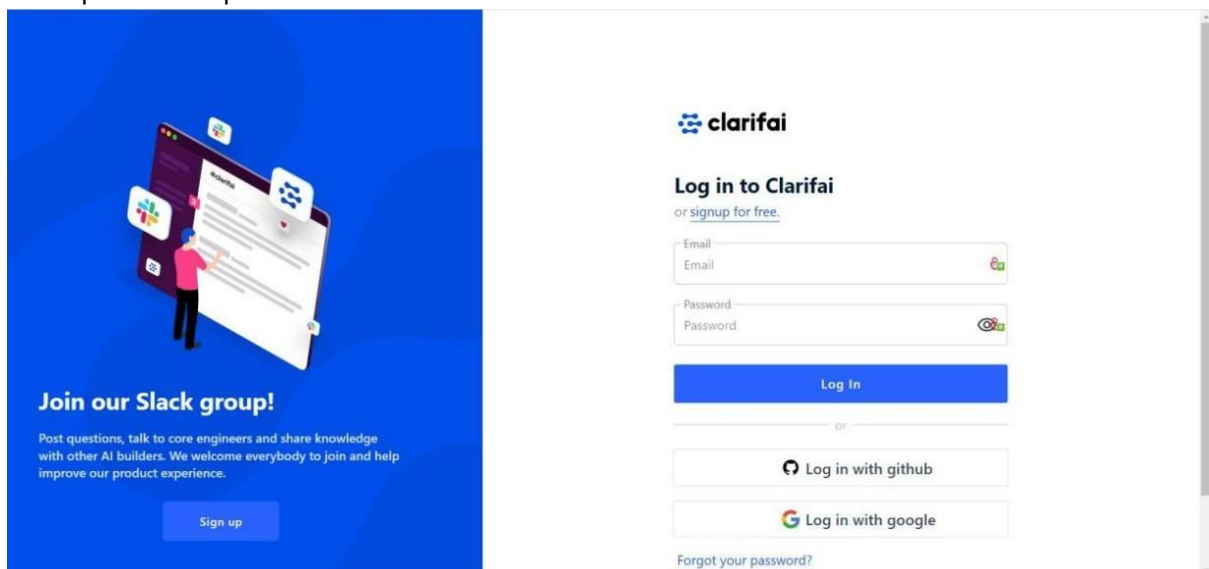 clarifai
Join our Slack group!
Post questions, talk to core engineers and share knowledge
with other AI builders. We welcome everybody to join and help
improve our product experience.
Sign up
clarifai
Log in to Clarifai
or signup for free.
Email
Email
Password
Password
Log In
or
Log in with github
Log in with google
Forgot your password?